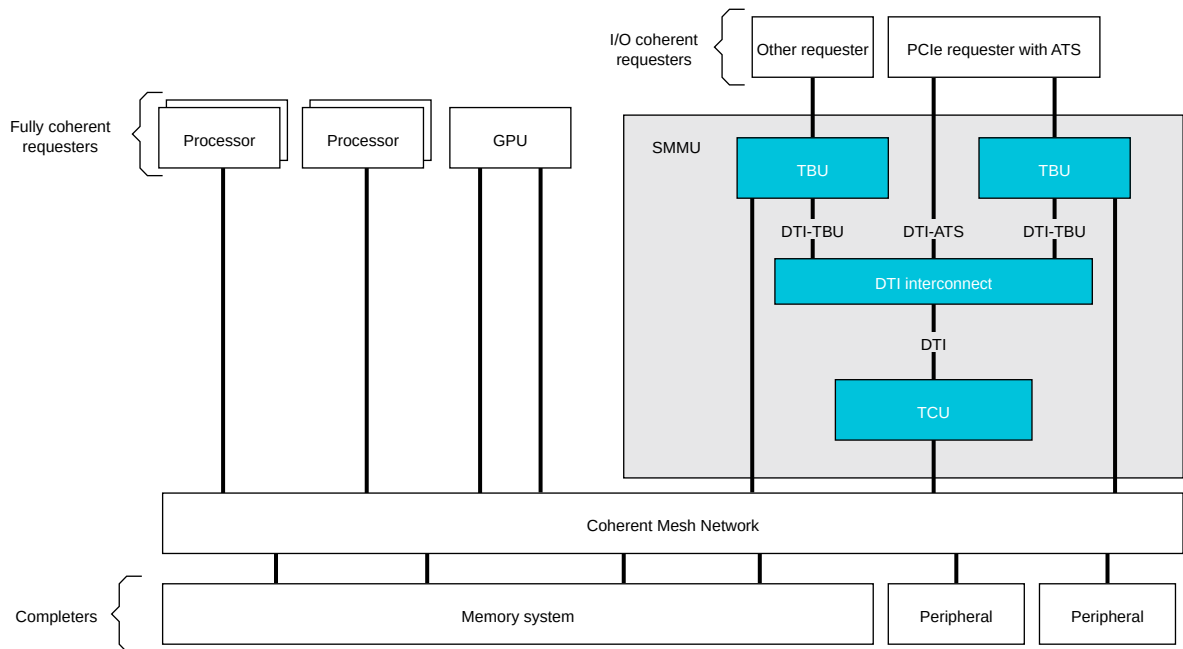 I/O coherent
requesters
Other requester
PCIe requester with ATS
Fully coherent
requesters
Processor
Processor
GPU
SMMU
TBU
TBU
DTI-TBU
DTI-ATS
DTI-TBU
DTI interconnect
DTI
TCU
Coherent Mesh Network
Completers
Memory system
Peripheral
Peripheral